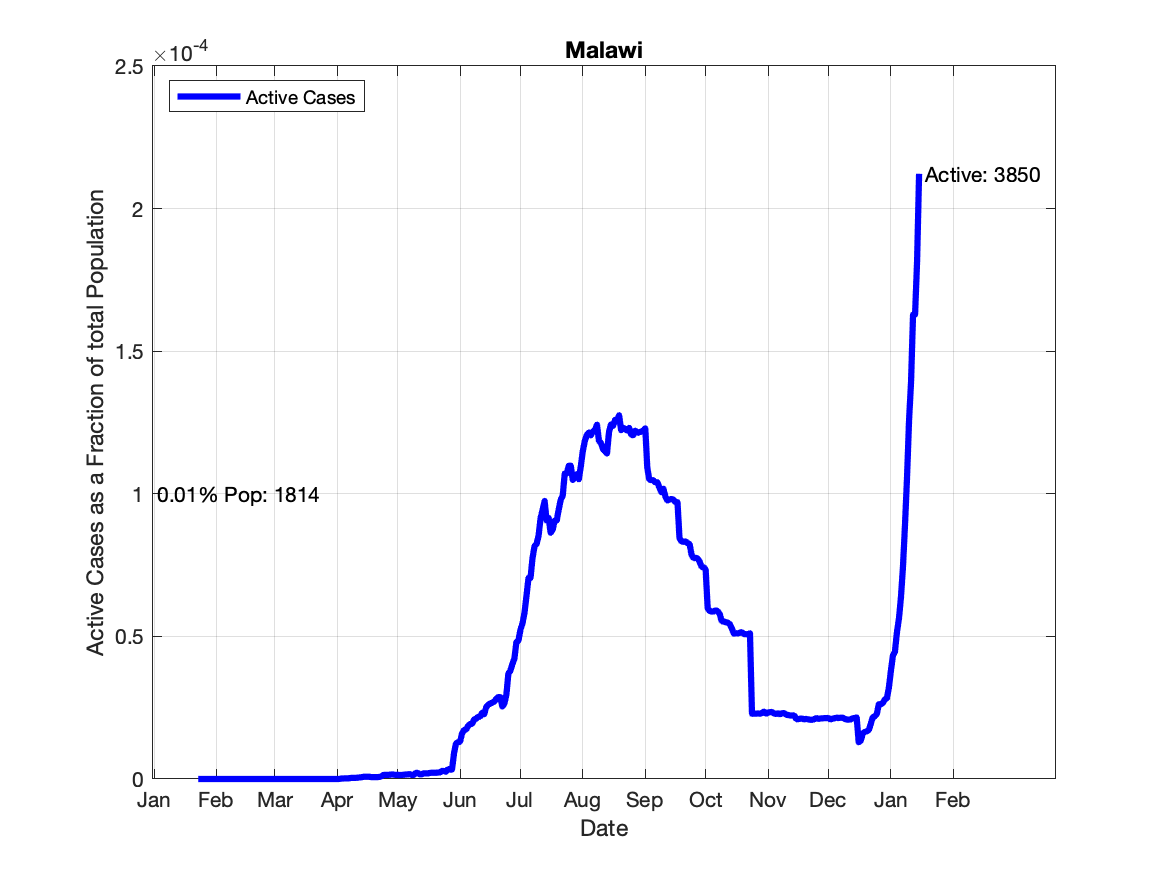 Malawi
×10-4
2.5
2
1.5
1
0.5
0
Active Cases as a Fraction of total Population
Active Cases
Active: 3850
0.01% Pop: 1814
Jan Feb Mar Apr May Jun Jul Aug Sep Oct Nov Dec Jan Feb
Date